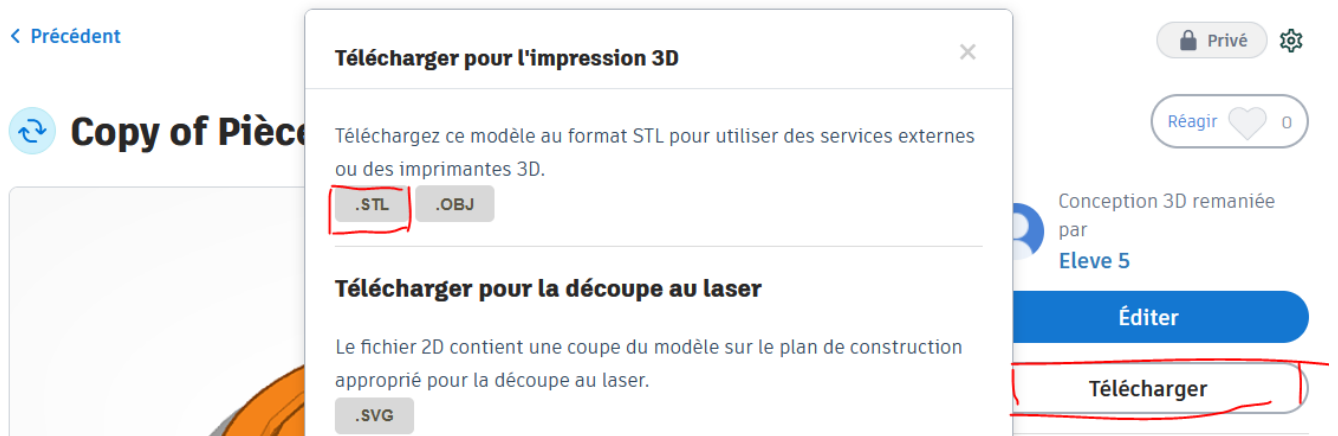 Précédent
Copy of Pièce
Télécharger pour l'impression 3D
×
Téléchargez ce modèle au format STL pour utiliser des services externes
ou des imprimantes 3D.
.STL .OBJ
Télécharger pour la découpe au laser
Le fichier 2D contient une coupe du modèle sur le plan de construction
approprié pour la découpe au laser.
.SVG
Privé
Réagir 0
Conception 3D remaniée
par
Eleve 5
Éditer
Télécharger